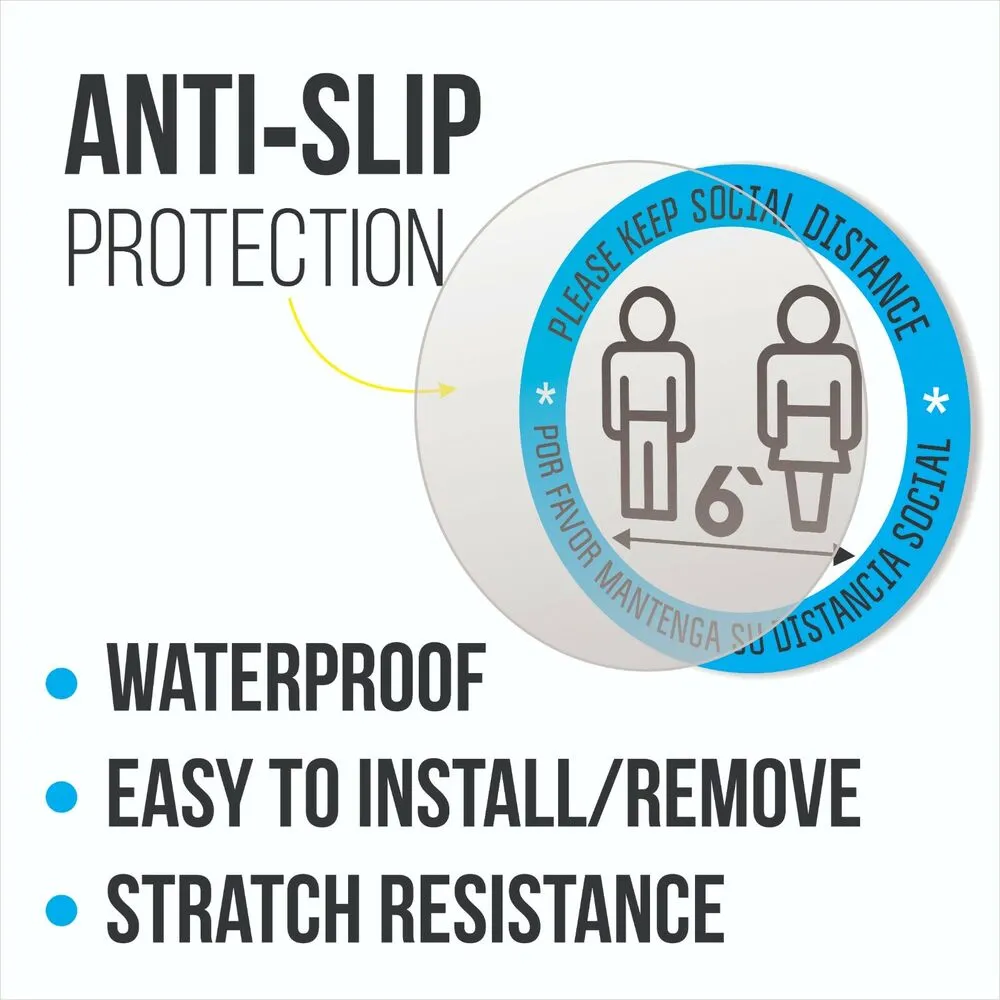 ANTI-SLIP
PROTECTION
PLEASE KEEP SOCIAL DISTANCE
* *
6`
POR FAVOR MANTENGA SU DISTANCIA SOCIAL
• WATERPROOF
• EASY TO INSTALL/REMOVE
• STRATCH RESISTANCE